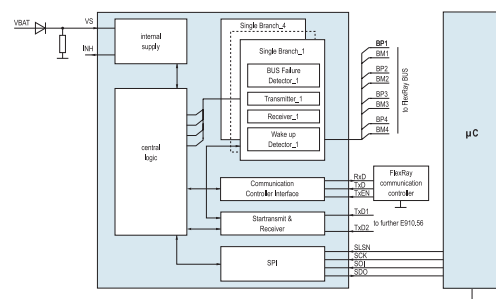 VBAT
VS
INH
internal
supply
central
logic
Single Branch_4
Single Branch_1
BUS Failure
Detector_1
Transmitter_1
Receiver_1
Wake up
Detector_1
BP1
BM1
BP2
BM2
BP3
BM3
BP4
BM4
to FlexRay BUS
µC
Communication
Controller Interface
RxD
TxD
TxEN
FlexRay
communication
controller
Startransmit &
Receiver
TxD1
TxD2
to further E910.56
SPI
SLSN
SCK
SDI
SDO